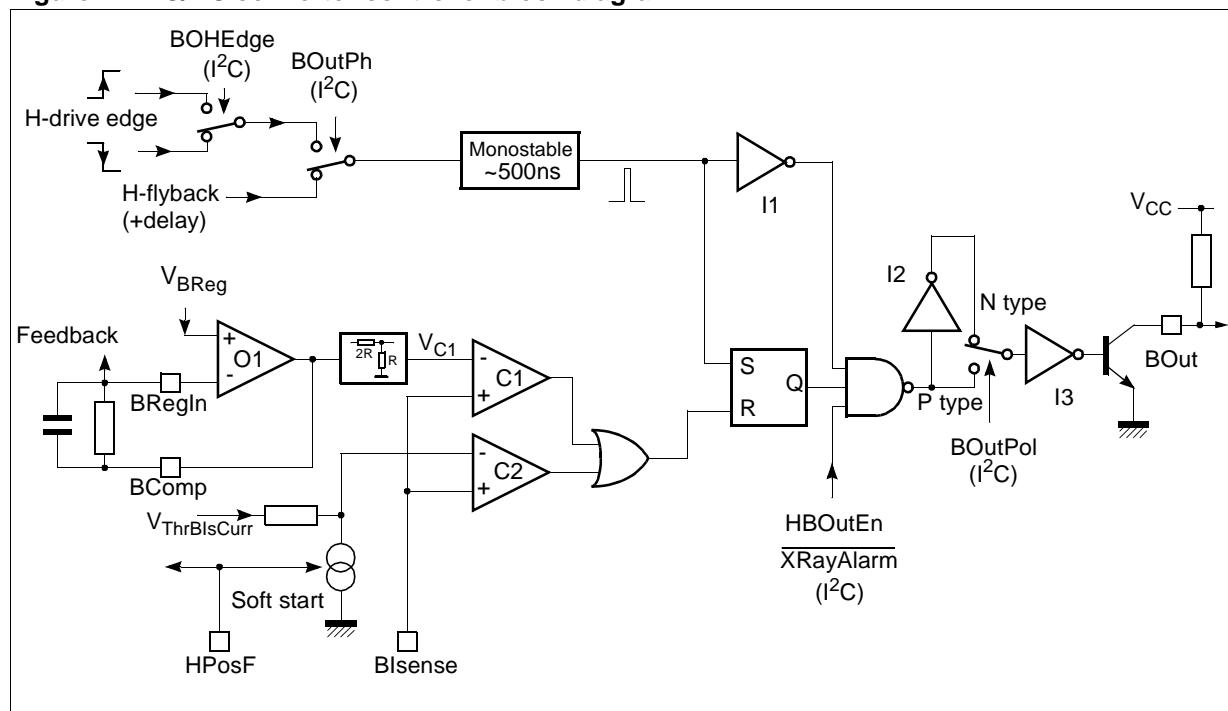 BOHEdge
(I²C)
BOutPh
(I²C)
H-drive edge
H-flyback
(+delay)
Monostable
~500ns
I1
VCC
I2
N type
P type
I3
BOut
BOutPol
(I²C)
VBReg
Feedback
+
-
O1
BRegIn
BComp
2R
R
VC1
-
+
C1
-
+
C2
S
R
Q
HBOutEn
XRayAlarm
(I²C)
VThrBIsCurr
Soft start
HPosF
BIsense